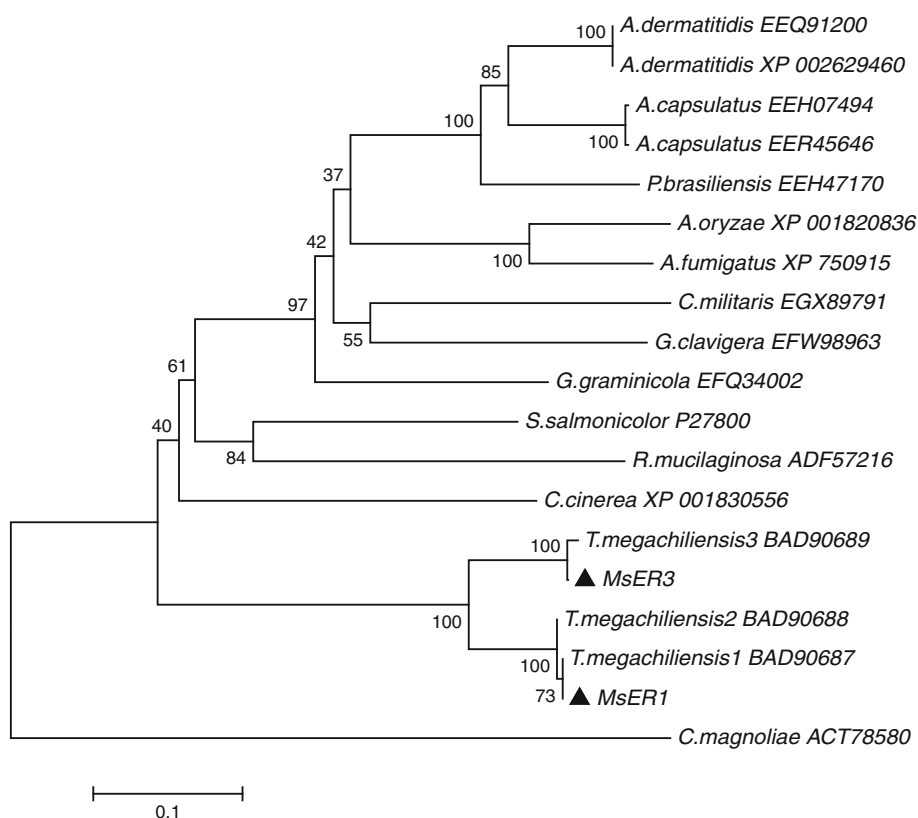 100
A.dermatitidis EEQ91200
A.dermatitidis XP 002629460
85
A.capsulatus EEH07494
100
100
A.capsulatus EER45646
P.brasiliensis EEH47170
37
A.oryzae XP 001820836
42
100
A.fumigatus XP 750915
97
C.militaris EGX89791
55
G.clavigera EFW98963
61
G.graminicola EFQ34002
40
S.salmonicolor P27800
84
R.mucilaginosa ADF57216
C.cinerea XP 001830556
100
T.megachiliensis3 BAD90689
MsER3
100
T.megachiliensis2 BAD90688
100
T.megachiliensis1 BAD90687
73
MsER1
C.magnoliae ACT78580
0.1